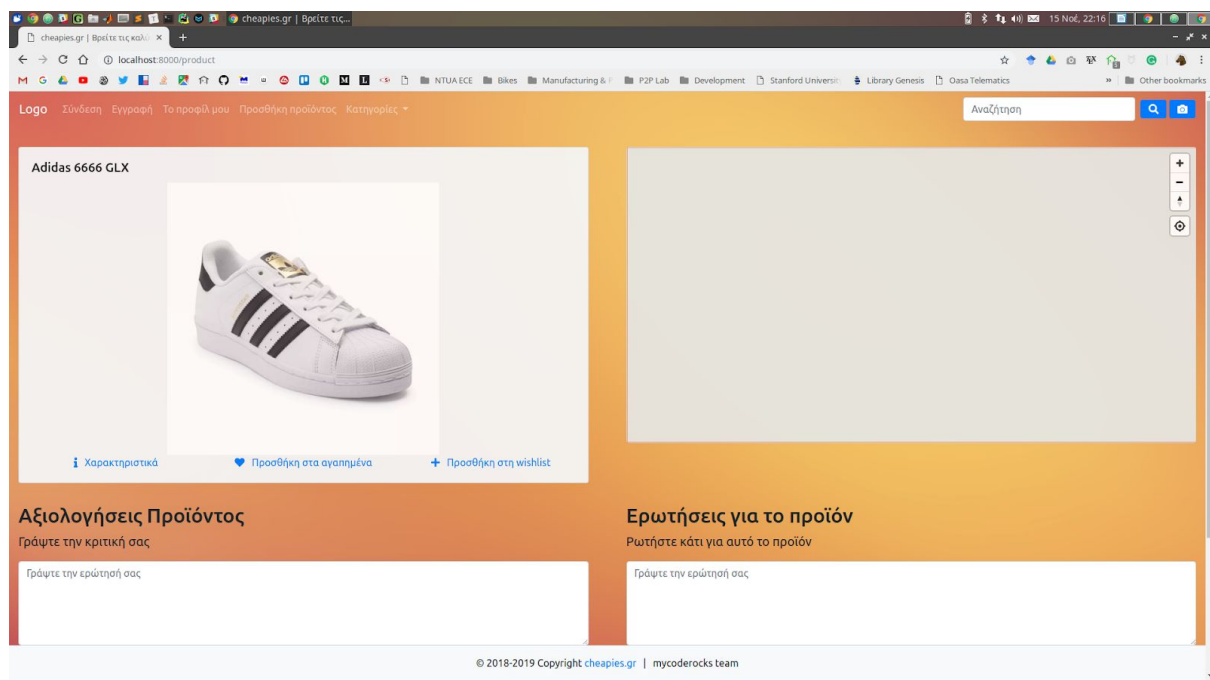 cheapies.gr | Βρείτε τις...
15 Νοέ, 22:16
cheapies.gr | Βρείτε τις καλύ
localhost:8000/product
NTUA ECE Bikes Manufacturing & P2P Lab Development Stanford Universit Library Genesis Oasa Telematics » Other bookmarks
Logo Σύνδεση Εγγραφή Το προφίλ μου Προσθήκη προϊόντος Κατηγορίες
Αναζήτηση
Adidas 6666 GLX
Χαρακτηριστικά Προσθήκη στα αγαπημένα Προσθήκη στη wishlist
Αξιολογήσεις Προϊόντος
Γράψτε την κριτική σας
Γράψτε την ερώτησή σας
Ερωτήσεις για το προϊόν
Ρωτήστε κάτι για αυτό το προϊόν
Γράψτε την ερώτησή σας
© 2018-2019 Copyright cheapies.gr | mycoderocks team